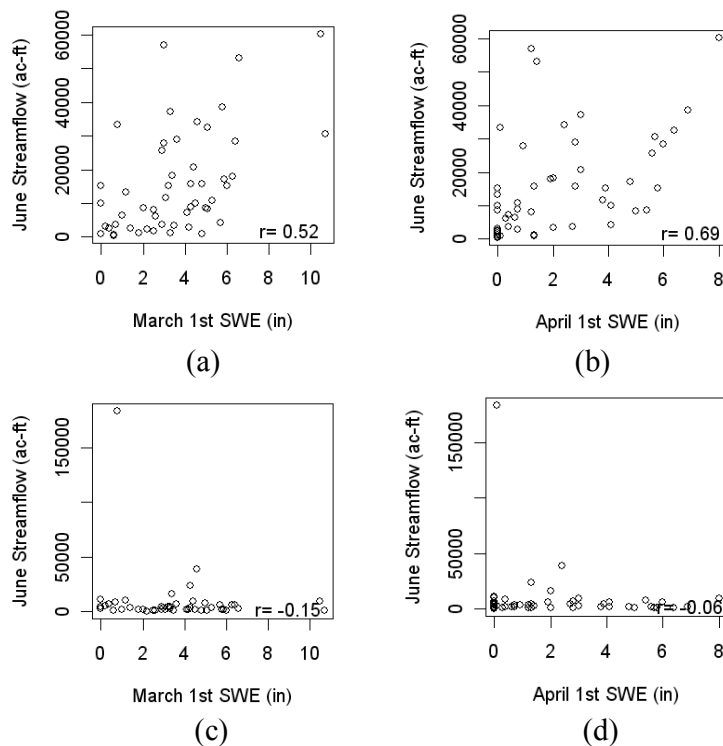 June Streamflow (ac-ft)
60000
40000
20000
0
r= 0.52
0 2 4 6 8 10
March 1st SWE (in)
(a)
June Streamflow (ac-ft)
60000
40000
20000
0
r= 0.69
0 2 4 6 8
April 1st SWE (in)
(b)
June Streamflow (ac-ft)
150000
50000
0
r= -0.15
0 2 4 6 8 10
March 1st SWE (in)
(c)
June Streamflow (ac-ft)
150000
50000
0
r= -0.06
0 2 4 6 8
April 1st SWE (in)
(d)